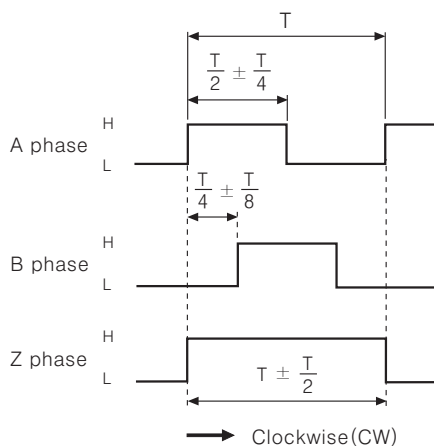 T
T/2 ± T/4
A phase H
L
T/4 ± T/8
B phase H
L
Z phase H
L
T ± T/2
Clockwise(CW)